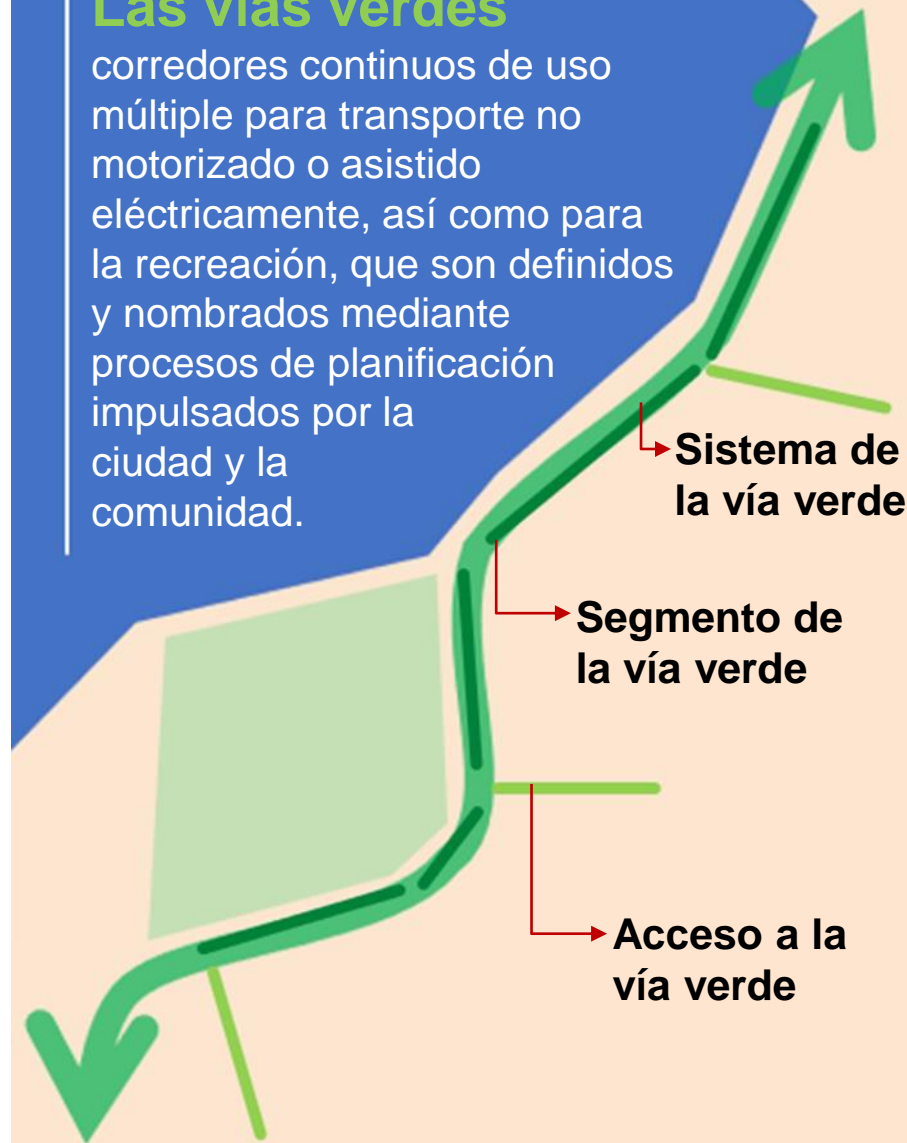 Las vías verdes
corredores continuos de uso
múltiple para transporte no
motorizado o asistido
eléctricamente, así como para
la recreación, que son definidos
y nombrados mediante
procesos de planificación
impulsados por la
ciudad y la
comunidad.
Sistema de
la vía verde
Segmento de
la vía verde
Acceso a la
vía verde